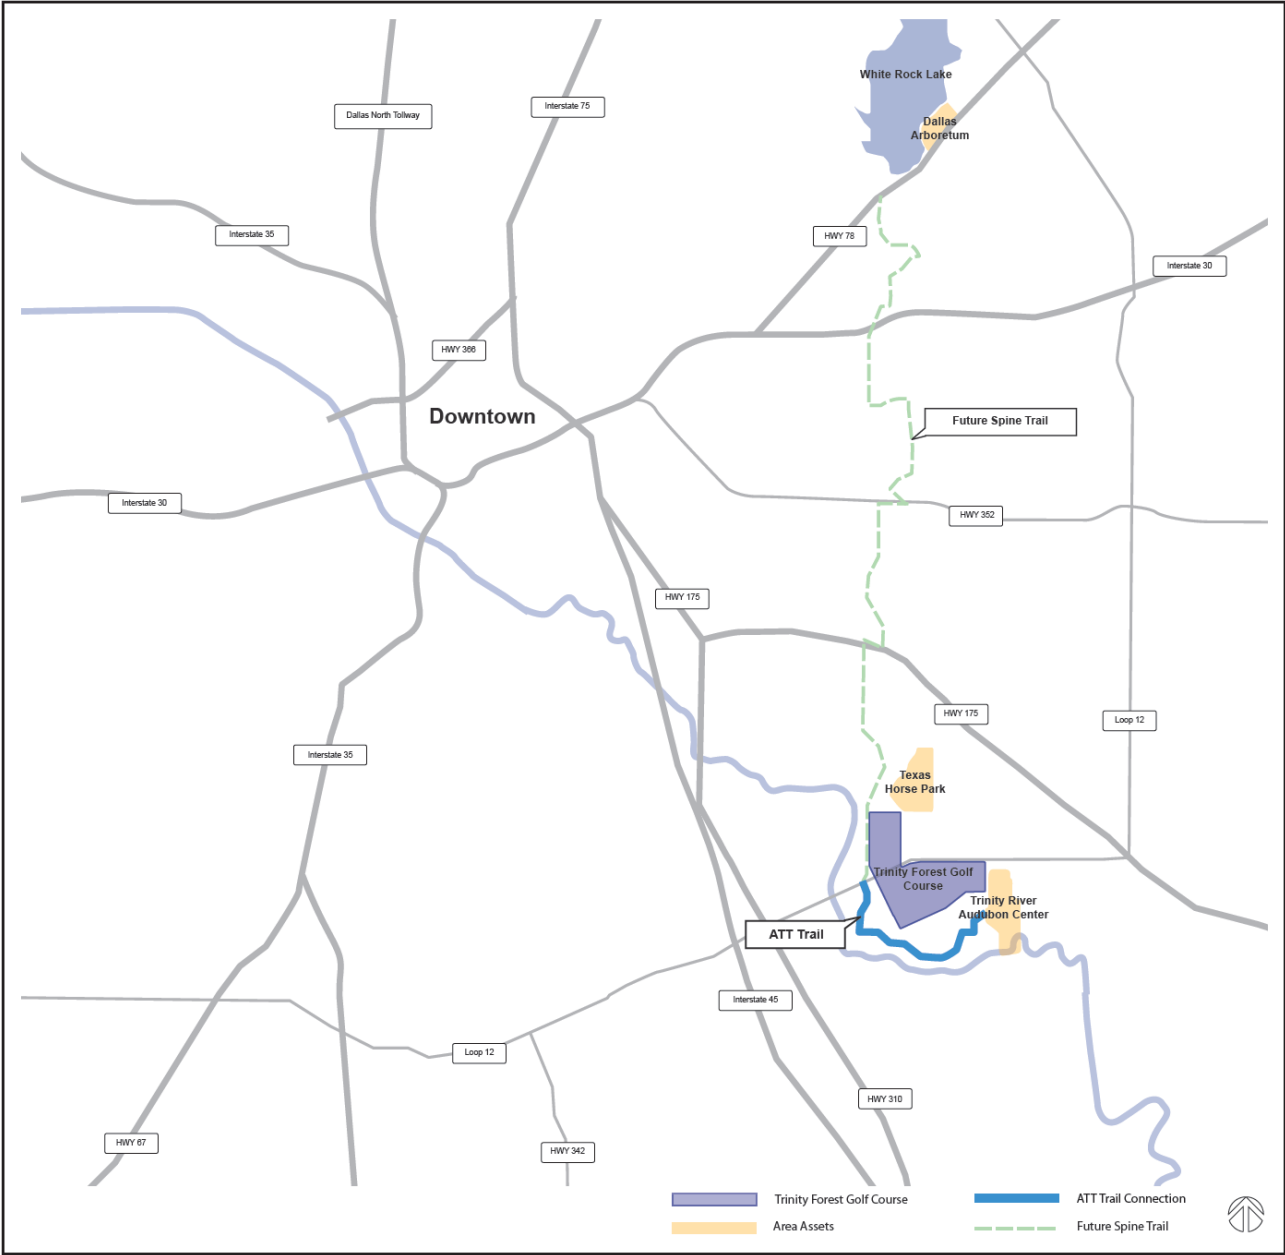 White Rock Lake
Dallas North Tollway
Interstate 75
Dallas
Arboretum
Interstate 35
HWY 78
Interstate 30
HWY 366
Downtown
Future Spine Trail
Interstate 30
HWY 352
HWY 175
HWY 175
Loop 12
Interstate 35
Texas
Horse Park
Trinity Forest Golf
Course
Trinity River
Audubon Center
ATT Trail
Interstate 45
Loop 12
HWY 310
HWY 67
HWY 342
Trinity Forest Golf Course
ATT Trail Connection
Area Assets
Future Spine Trail